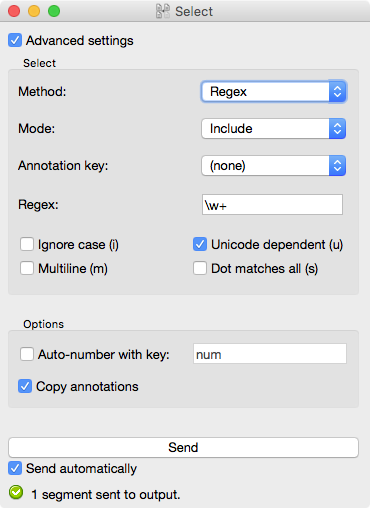 Select
Advanced settings
Select
Method: Regex
Mode: Include
Annotation key: (none)
Regex: \w+
Ignore case (i) Unicode dependent (u)
Multiline (m) Dot matches all (s)
Options
Auto-number with key: num
Copy annotations
Send
Send automatically
1 segment sent to output.